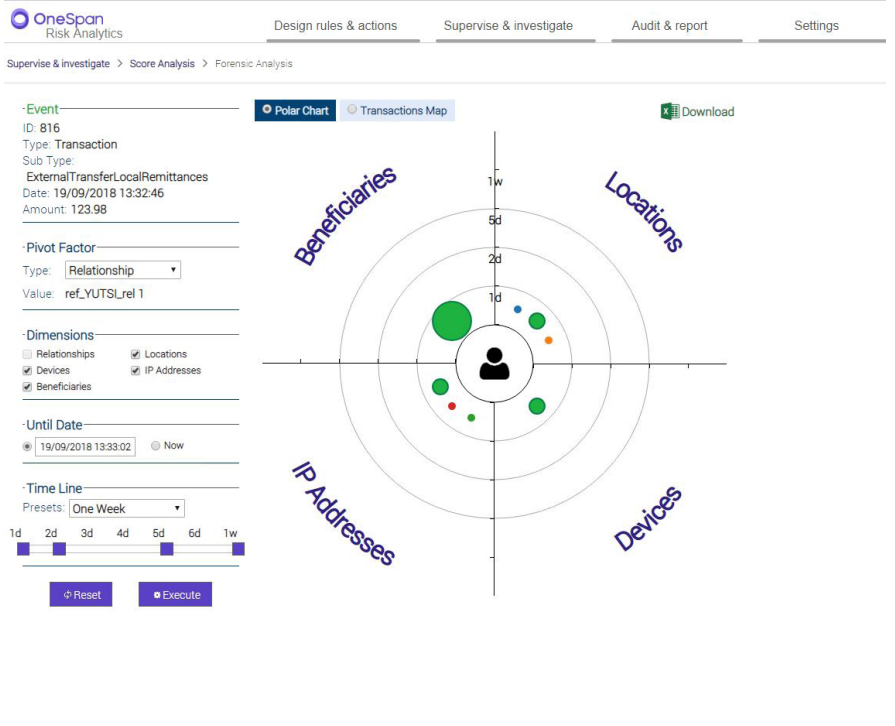 OneSpan
Risk Analytics
Design rules & actions
Supervise & investigate
Audit & report
Settings
Supervise & investigate > Score Analysis > Forensic Analysis
Event
ID: 816
Type: Transaction
Sub Type:
ExternalTransferLocalRemittances
Date: 19/09/2018 13:32:46
Amount: 123.98
Pivot Factor
Type: Relationship
Value: ref_YUTSI_rel 1
Dimensions
Relationships
Locations
Devices
IP Addresses
Beneficiaries
Until Date
19/09/2018 13:33:02
Now
Time Line
Presets: One Week
1d 2d 3d 4d 5d 6d 1w
Reset
Execute
Polar Chart
Transactions Map
Download
Beneficiaries
Locations
1w
5d
2d
1d
IP Addresses
Devices